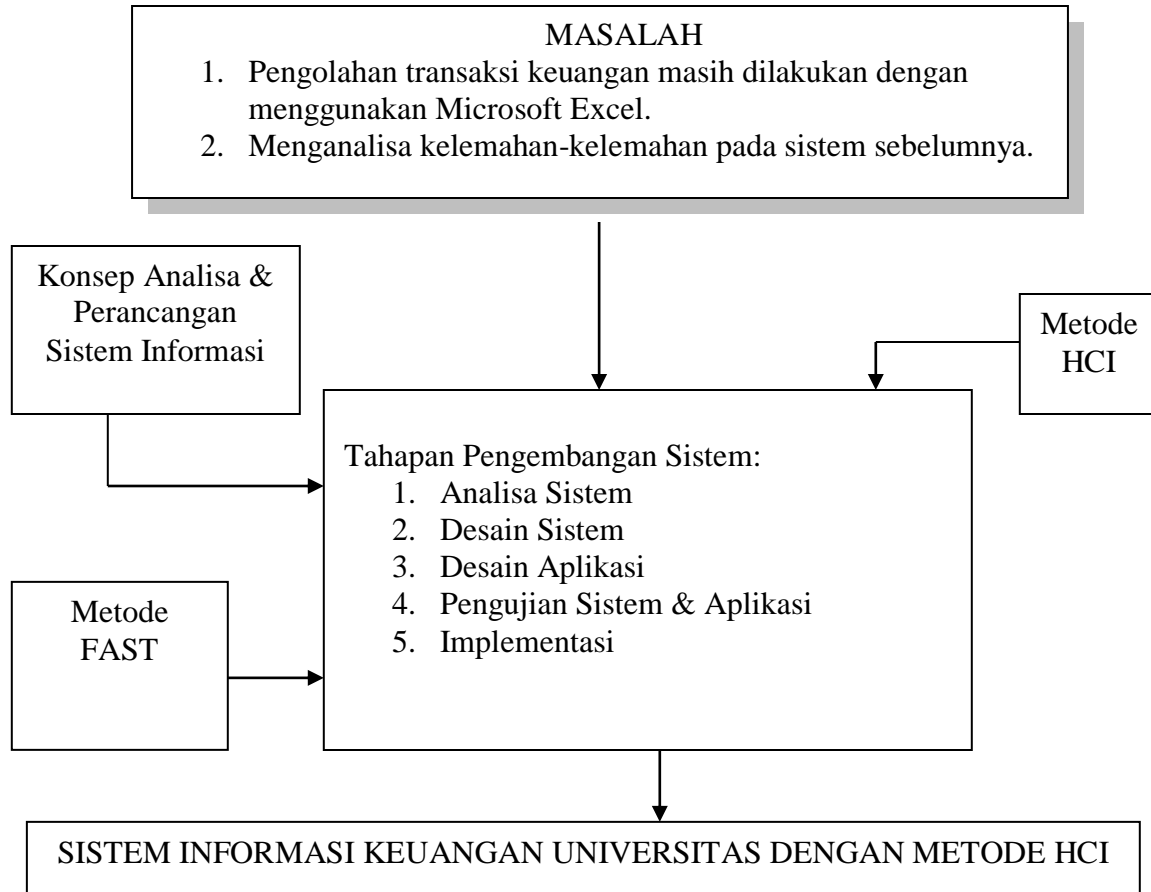 MASALAH
1. Pengolahan transaksi keuangan masih dilakukan dengan
menggunakan Microsoft Excel.
2. Menganalisa kelemahan-kelemahan pada sistem sebelumnya.
Konsep Analisa &
Perancangan
Sistem Informasi
Metode
HCI
Tahapan Pengembangan Sistem:
1. Analisa Sistem
2. Desain Sistem
3. Desain Aplikasi
4. Pengujian Sistem & Aplikasi
5. Implementasi
Metode
FAST
SISTEM INFORMASI KEUANGAN UNIVERSITAS DENGAN METODE HCI